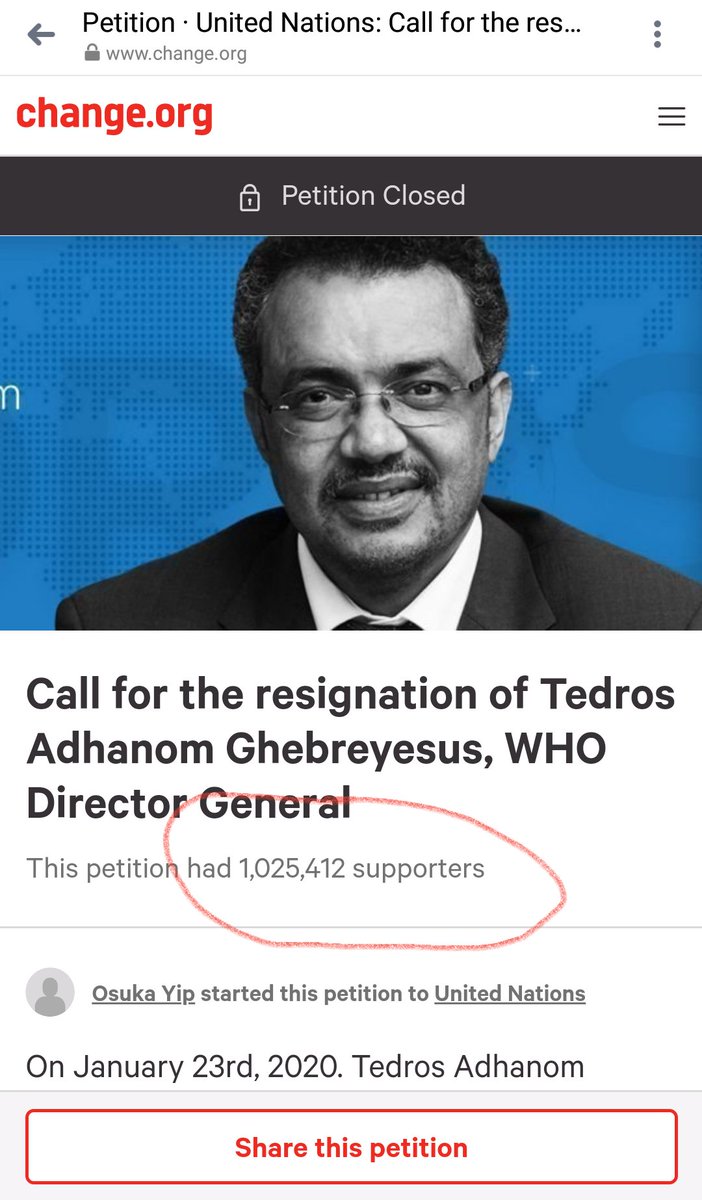 Petition · United Nations: Call for the res...
www.change.org
change.org
Petition Closed
m
Call for the resignation of Tedros
Adhanom Ghebreyesus, WHO
Director General
This petition had 1,025,412 supporters
Osuka Yip started this petition to United Nations
On January 23rd, 2020. Tedros Adhanom
Share this petition